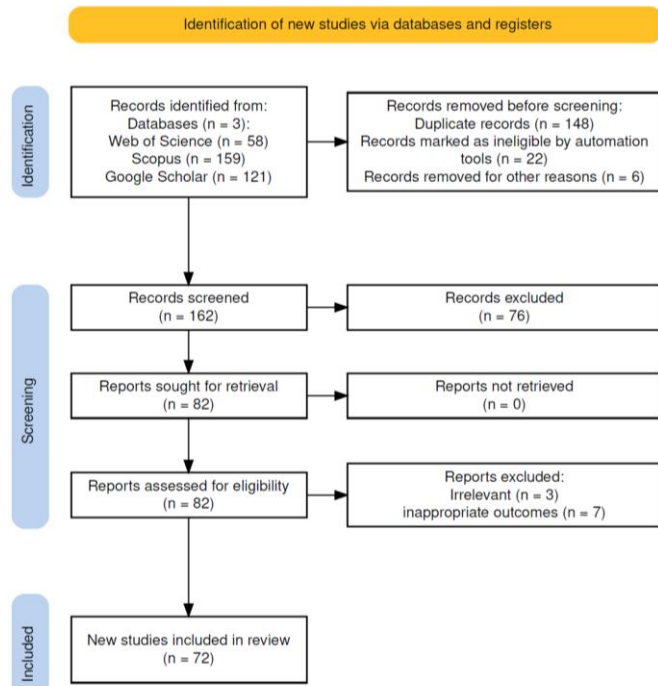 Identification of new studies via databases and registers
Identification
Records identified from:
Databases (n = 3):
Web of Science (n = 58)
Scopus (n = 159)
Google Scholar (n = 121)
Records removed before screening:
Duplicate records (n = 148)
Records marked as ineligible by automation
tools (n = 22)
Records removed for other reasons (n = 6)
Screening
Records screened
(n = 162)
Records excluded
(n = 76)
Reports sought for retrieval
(n = 82)
Reports not retrieved
(n = 0)
Reports assessed for eligibility
(n = 82)
Reports excluded:
Irrelevant (n = 3)
inappropriate outcomes (n = 7)
Included
New studies included in review
(n = 72)